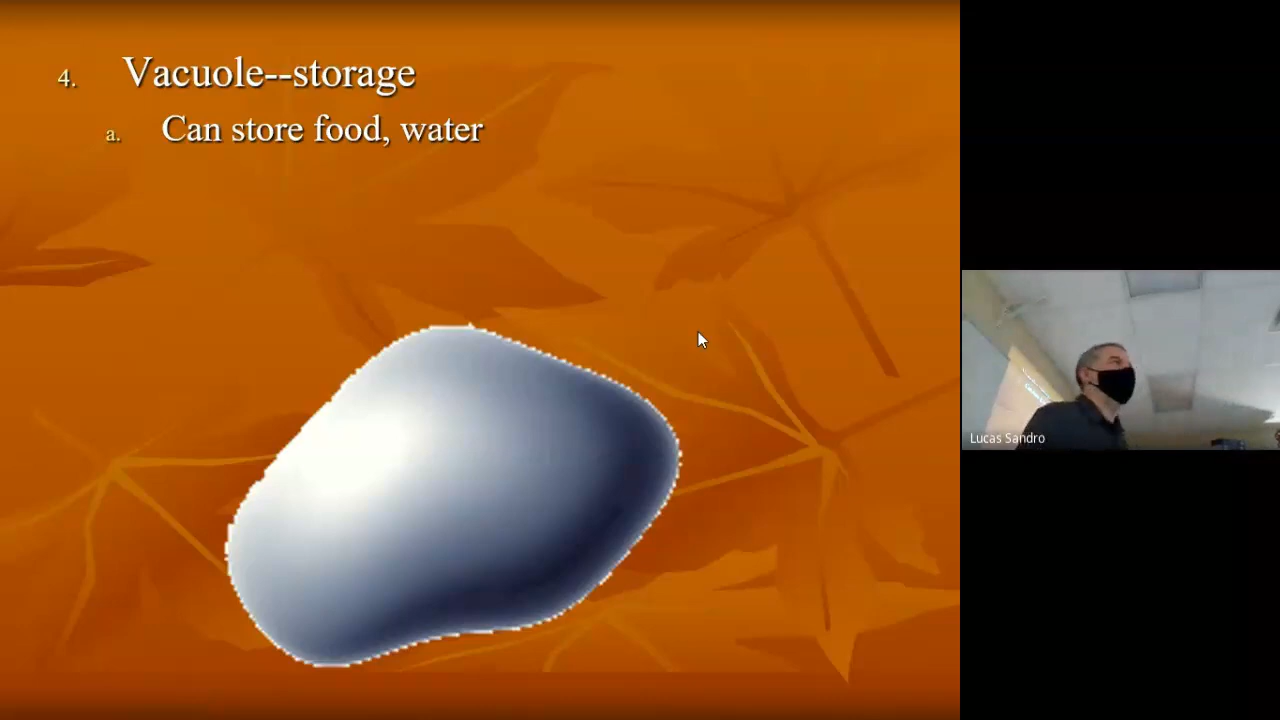 4. Vacuole--storage
a. Can store food, water
Lucas Sandro